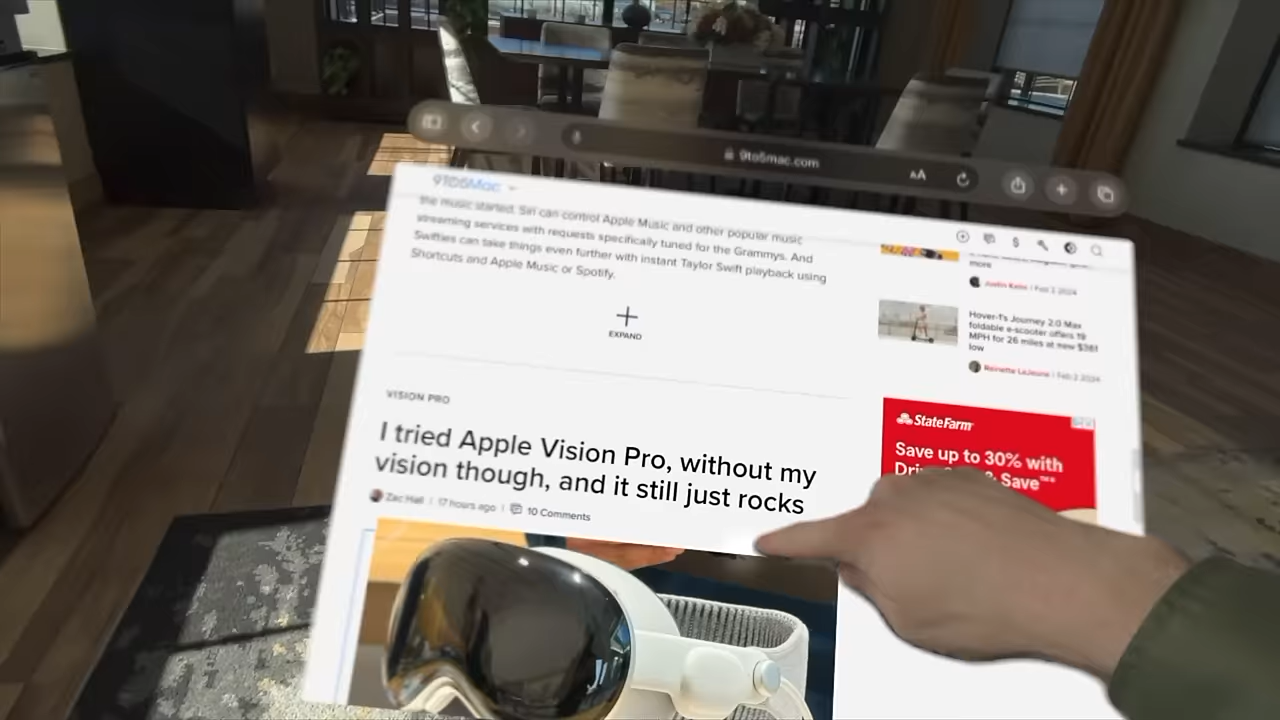 9to5mac.com
AA
9TO5Mac
the music started. Siri can control Apple Music and other popular music
streaming services with requests specifically tuned for the Grammys. And
Swifties can take things even further with instant Taylor Swift playback using
Shortcuts and Apple Music or Spotify.
EXPAND
VISION PRO
I tried Apple Vision Pro, without my
vision though, and it still just rocks
Zac Hall | 17 hours ago | 10 Comments
more
Justin Kahn | Feb 2 2024
Hover-1's Journey 2.0 Max
foldable e-scooter offers 19
MPH for 26 miles at new $381
low
Reinette LeJeune | Feb 2 2024
StateFarm
Save up to 30% with
& Save™